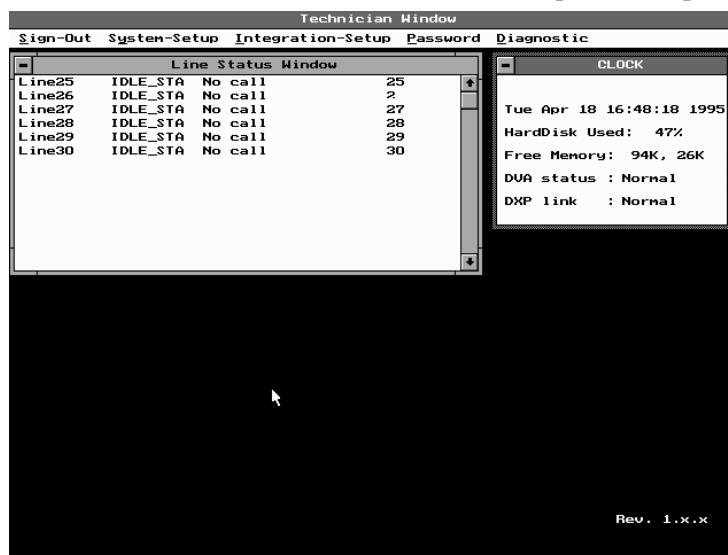 Technician Window
Sign-Out System-Setup Integration-Setup Password Diagnostic
Line Status Window
Line25 IDLE_STA No call 25
Line26 IDLE_STA No call 2
Line27 IDLE_STA No call 27
Line28 IDLE_STA No call 28
Line29 IDLE_STA No call 29
Line30 IDLE_STA No call 30
CLOCK
Tue Apr 18 16:48:18 1995
HardDisk Used: 47%
Free Memory: 94K, 26K
DVA status : Normal
DXP link : Normal
Rev. 1.x.x